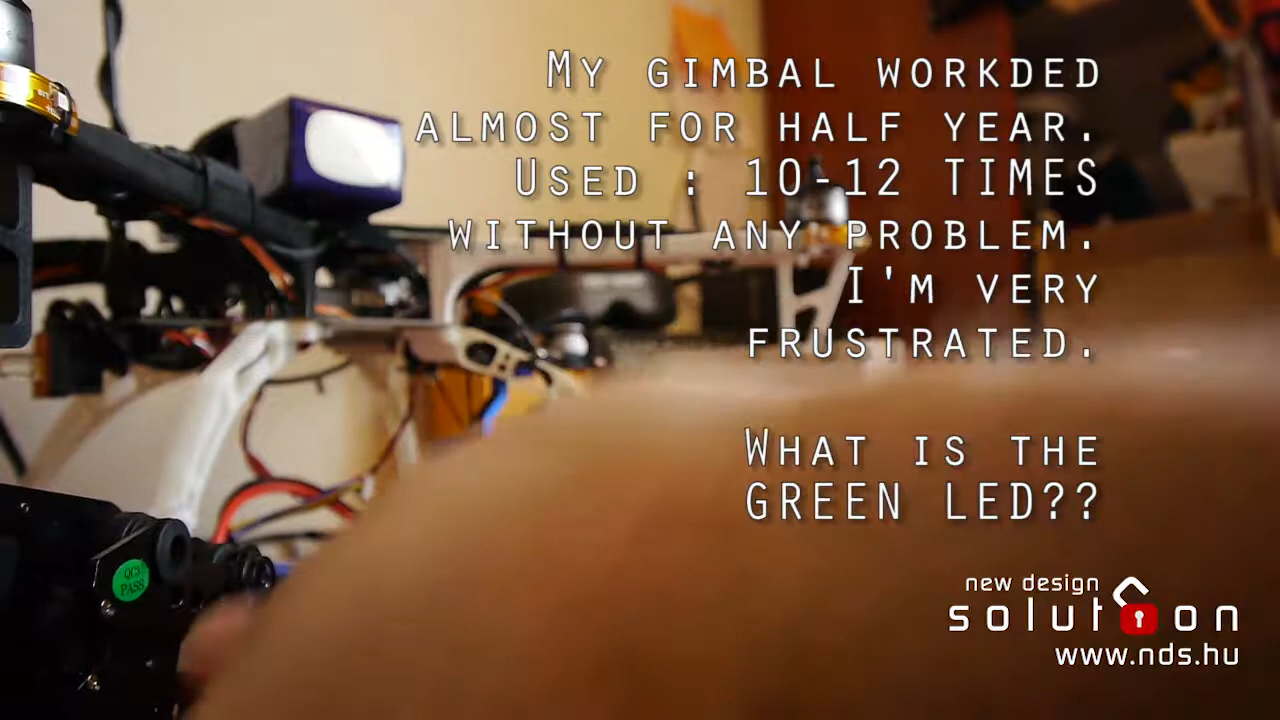 My gimbal workded
almost for half year.
Used : 10-12 times
without any problem.
I'm very
frustrated.
What is the
green led??
QC3
PASS
new design
solution
www.nds.hu